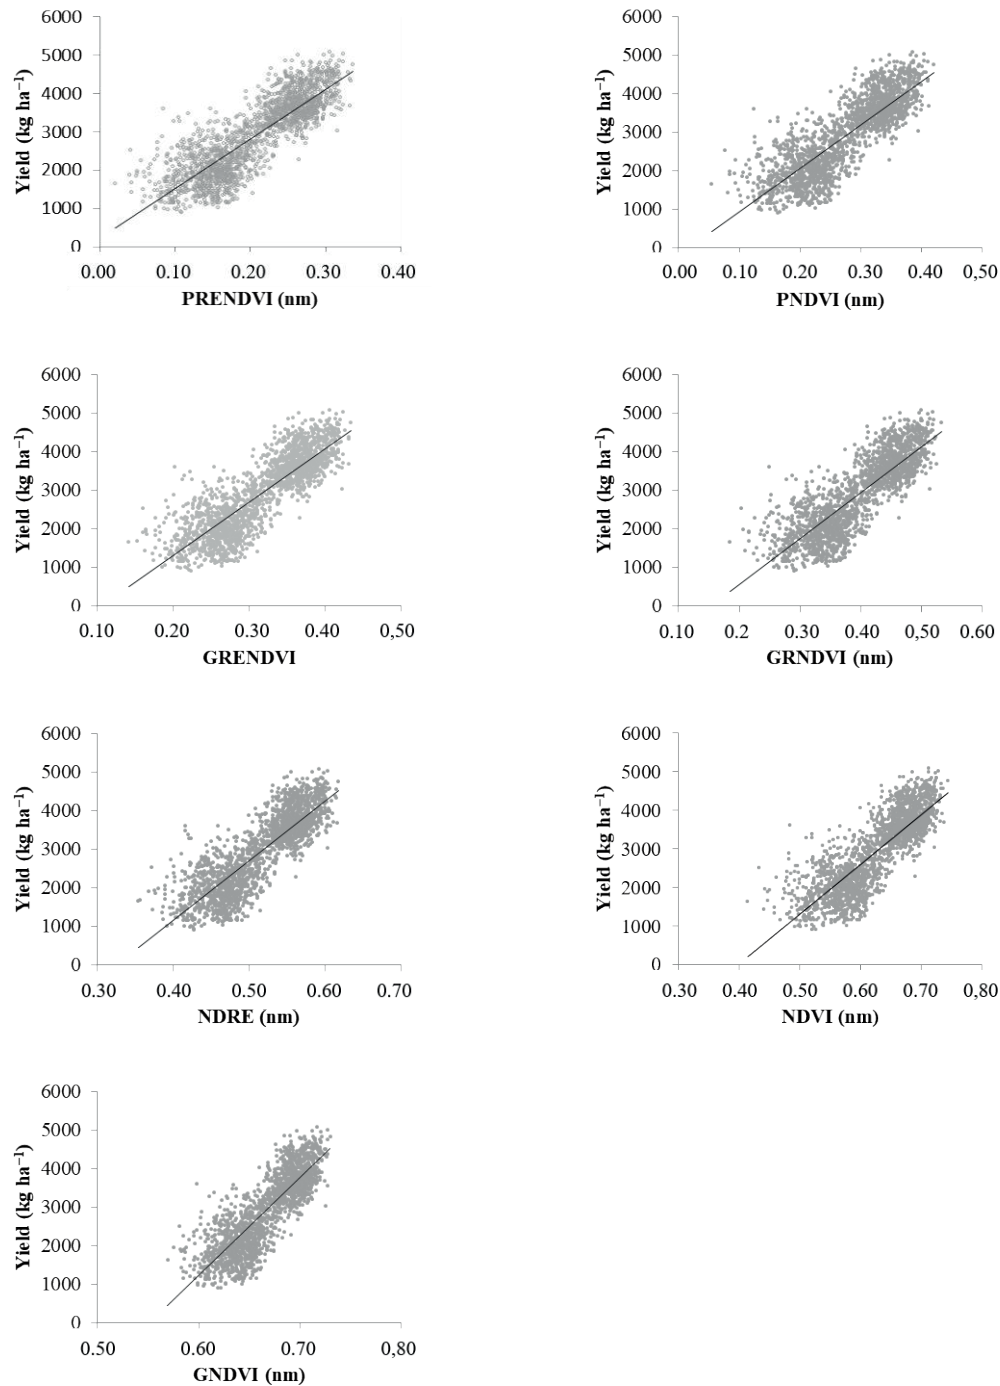 6000
5000
4000
3000
2000
1000
0
Yield (kg ha⁻¹)
0.00 0.10 0.20 0.30 0.40
PRENDVI (nm)
6000
5000
4000
3000
2000
1000
0
Yield (kg ha⁻¹)
0.00 0.10 0.20 0.30 0.40 0,50
PNDVI (nm)
6000
5000
4000
3000
2000
1000
0
Yield (kg ha⁻¹)
0.10 0.20 0.30 0.40 0,50
GRENDVI
6000
5000
4000
3000
2000
1000
0
Yield (kg ha⁻¹)
0.10 0.2 0.30 0.40 0,50 0.60
GRNDVI (nm)
6000
5000
4000
3000
2000
1000
0
Yield (kg ha⁻¹)
0.30 0.40 0.50 0.60 0.70
NDRE (nm)
6000
5000
4000
3000
2000
1000
0
Yield (kg ha⁻¹)
0.30 0.40 0.50 0.60 0.70 0,80
NDVI (nm)
6000
5000
4000
3000
2000
1000
0
Yield (kg ha⁻¹)
0.50 0.60 0.70 0,80
GNDVI (nm)